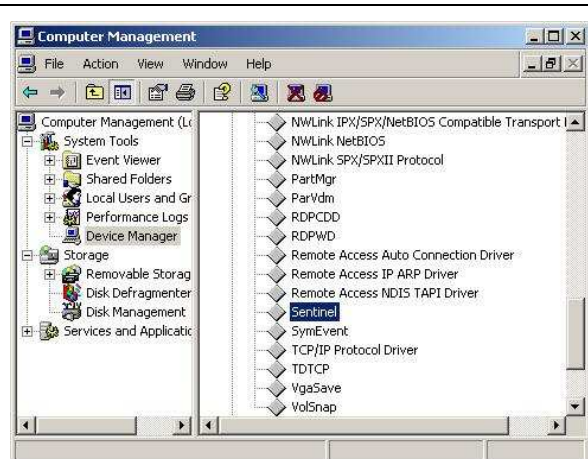 Computer Management
File Action View Window Help
Computer Management (Lo
System Tools
Event Viewer
Shared Folders
Local Users and Gr
Performance Logs
Device Manager
Storage
Removable Storag
Disk Defragmenter
Disk Management
Services and Applicatic
NWLink IPX/SPX/NetBIOS Compatible Transport
NWLink NetBIOS
NWLink SPX/SPXII Protocol
PartMgr
ParVdm
RDPCDD
RDPWD
Remote Access Auto Connection Driver
Remote Access IP ARP Driver
Remote Access NDIS TAPI Driver
Sentinel
SymEvent
TCP/IP Protocol Driver
TDTCP
VgaSave
VolSnap